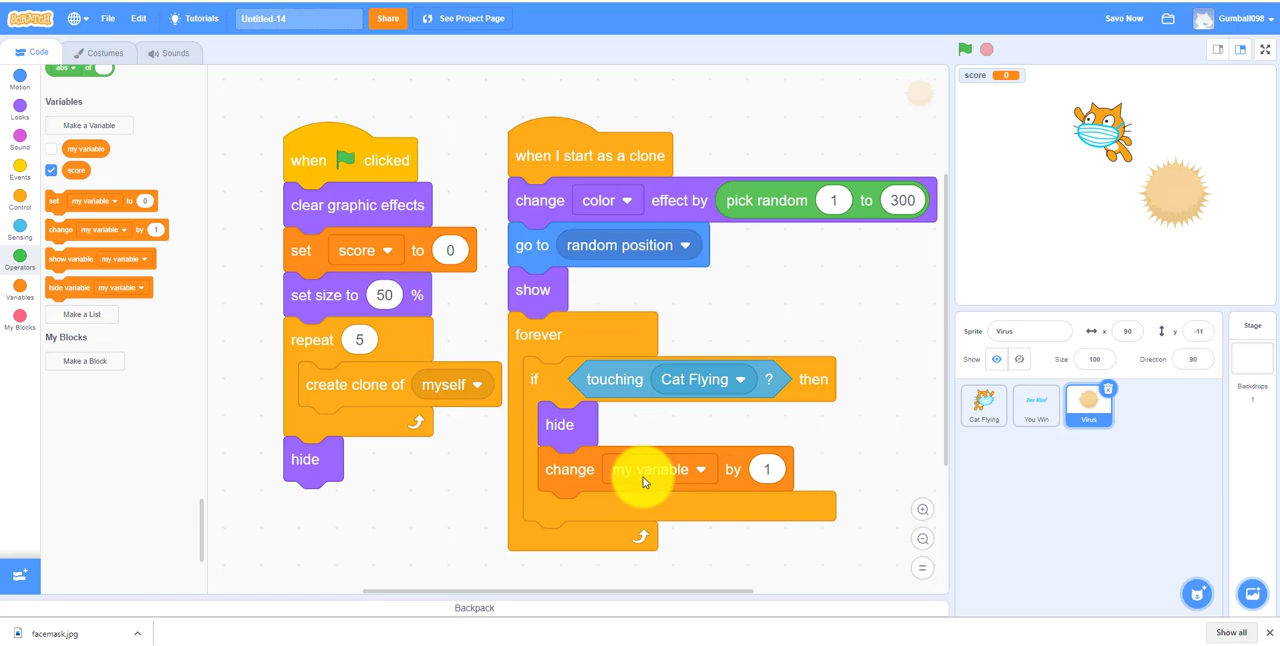 SCRATCH File Edit Tutorials Untitled-14 Share See Project Page Save Now Gumball098
Code Costumes Sounds
Motion
Looks
Sound
Events
Control
Sensing
Operators
Variables
My Blocks
abs of
Variables
Make a Variable
my variable
score
set my variable to 0
change my variable by 1
show variable my variable
hide variable my variable
Make a List
My Blocks
Make a Block
when clicked
clear graphic effects
set score to 0
set size to 50 %
repeat 5
create clone of myself
hide
when I start as a clone
change color effect by pick random 1 to 300
go to random position
show
forever
if touching Cat Flying ? then
hide
change my variable by 1
Backpack
score 0
Sprite Virus x 90 y -11
Show Size 100 Direction 90
Cat Flying
You Win
Virus
Stage
Backdrops
1
facemask.jpg
Show all